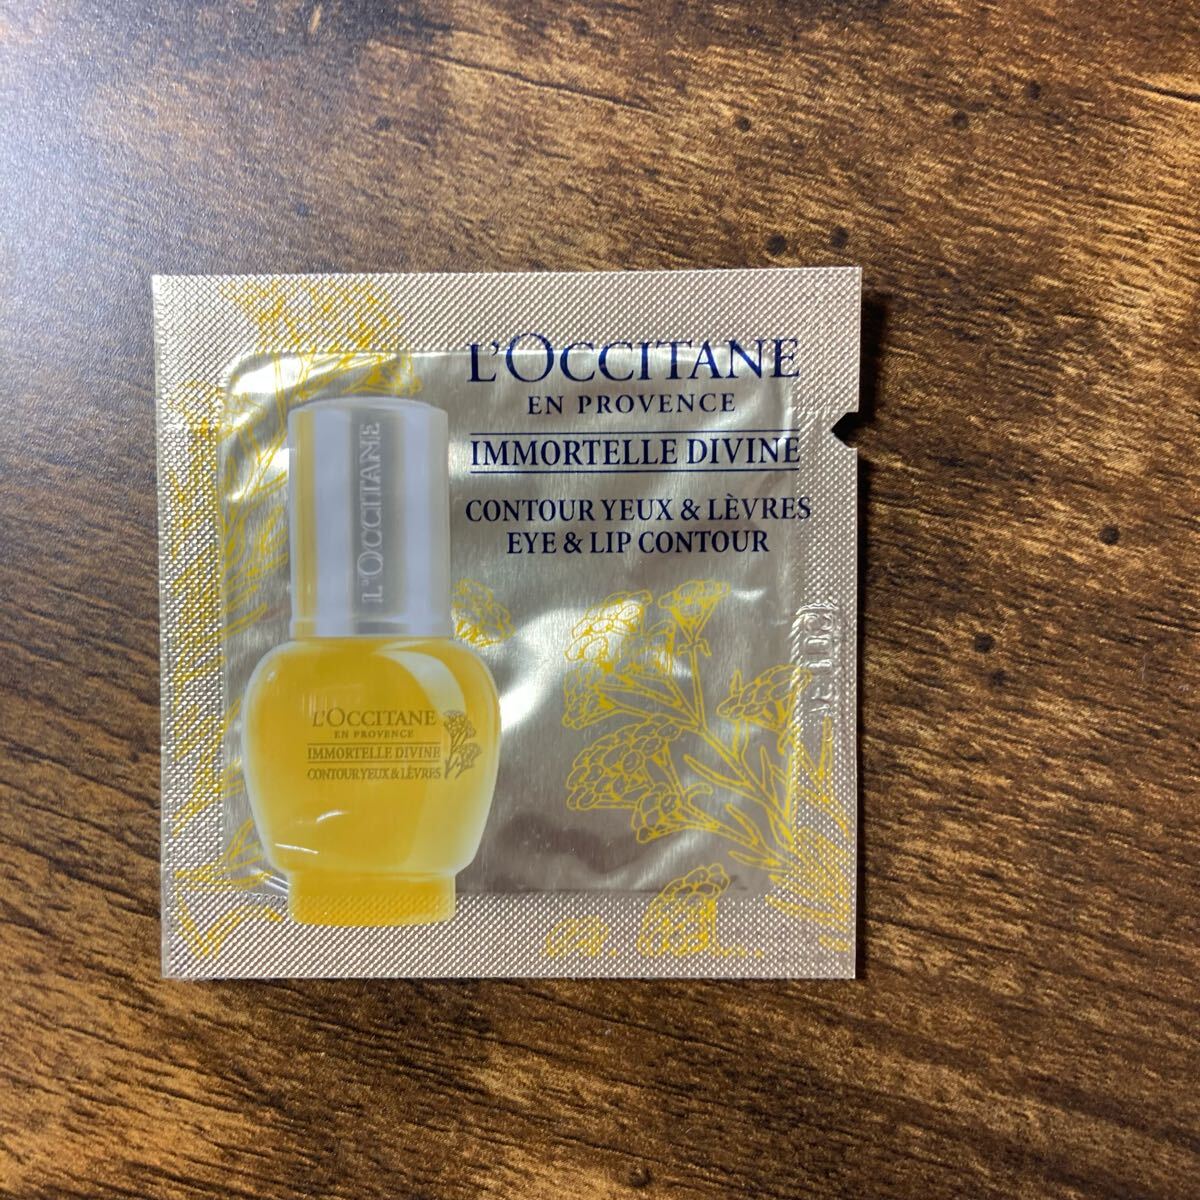 L'OCCITANE
EN PROVENCE
IMMORTELLE DIVINE
CONTOUR YEUX & LÈVRES
EYE & LIP CONTOUR
L'OCCITANE
L'OCCITANE
EN PROVENCE
IMMORTELLE DIVINE
CONTOUR YEUX & LÈVRES